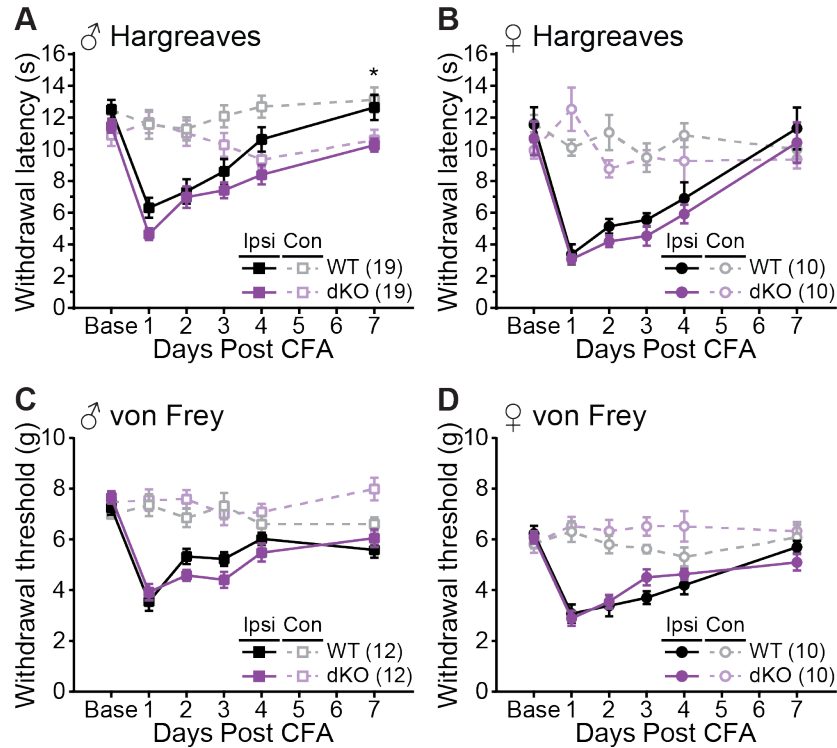 A
♂ Hargreaves
Withdrawal latency (s)
16
14
12
10
8
6
4
2
0
*
Ipsi Con
WT (19)
dKO (19)
Base 1 2 3 4 5 6 7
Days Post CFA
B
♀ Hargreaves
Withdrawal latency (s)
16
14
12
10
8
6
4
2
0
Ipsi Con
WT (10)
dKO (10)
Base 1 2 3 4 5 6 7
Days Post CFA
C
♂ von Frey
Withdrawal threshold (g)
10
8
6
4
2
0
Ipsi Con
WT (12)
dKO (12)
Base 1 2 3 4 5 6 7
Days Post CFA
D
♀ von Frey
Withdrawal threshold (g)
10
8
6
4
2
0
Ipsi Con
WT (10)
dKO (10)
Base 1 2 3 4 5 6 7
Days Post CFA